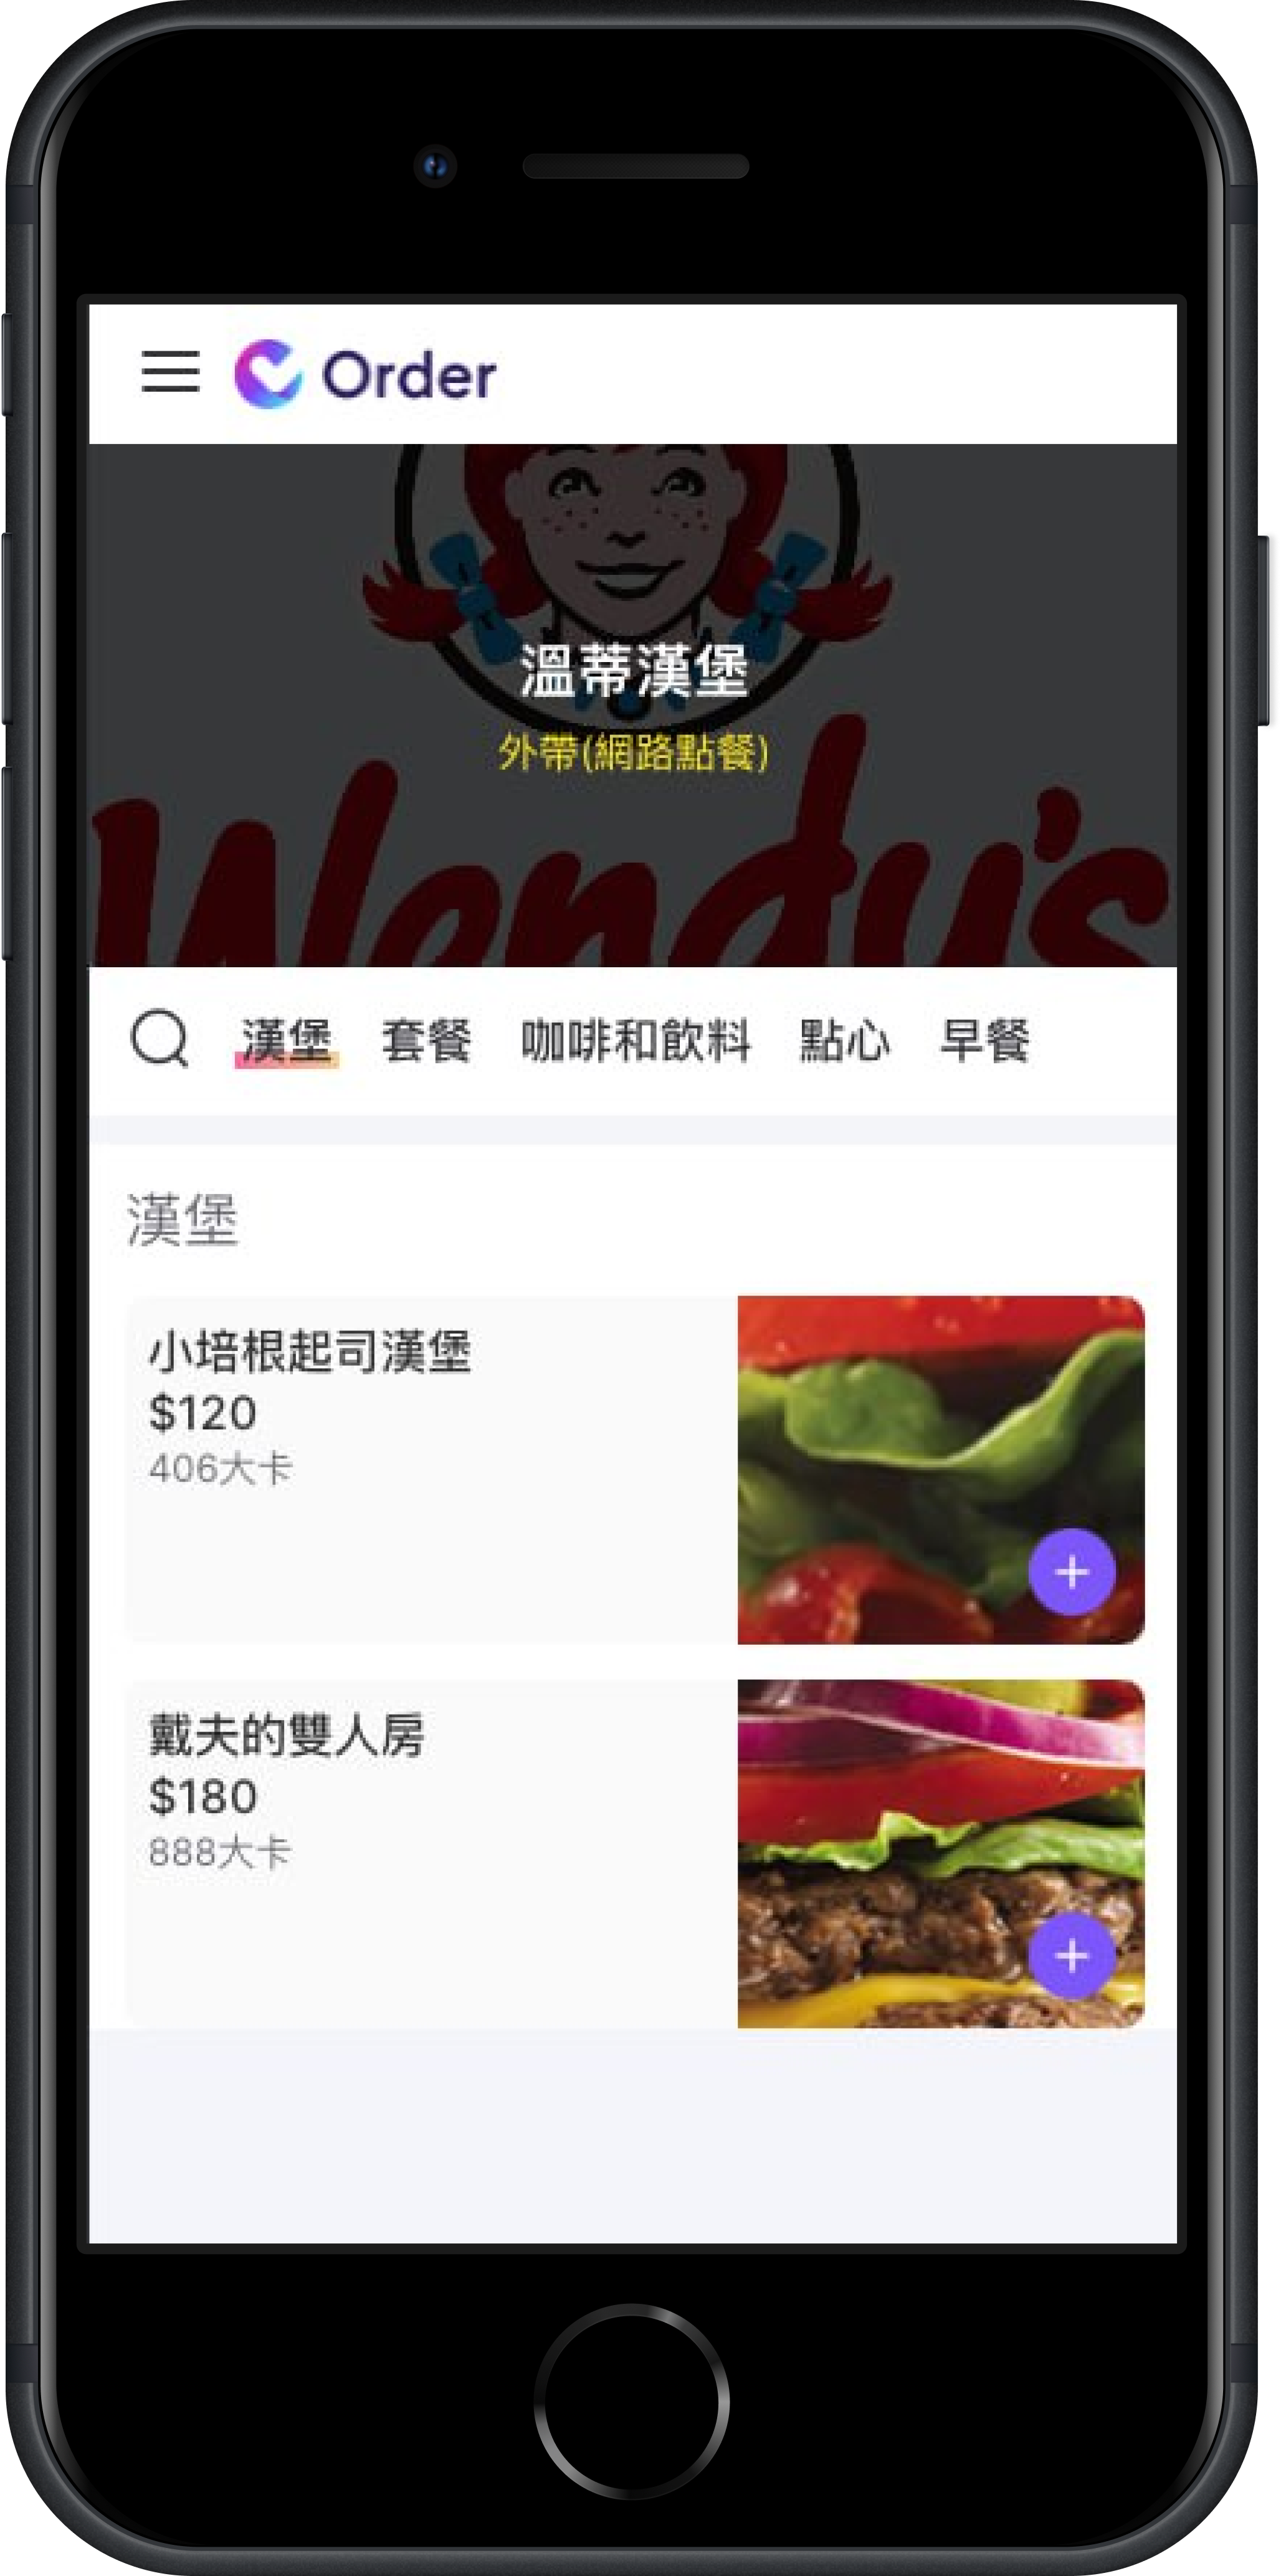 Order
溫蒂漢堡
外帶(網路點餐)
Wendy's
漢堡 套餐 咖啡和飲料 點心 早餐
漢堡
小培根起司漢堡
$120
406大卡
戴夫的雙人房
$180
888大卡